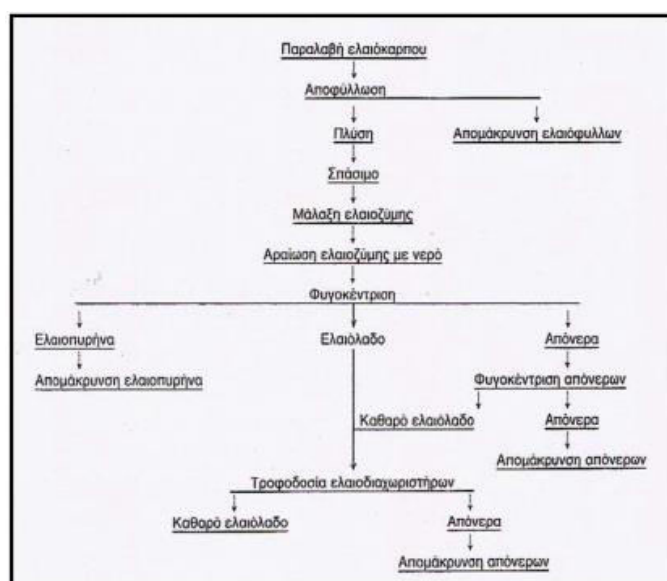 Παραλαβή ελαιόκαρπου
Αποφύλλωση
Πλύση
Απομάκρυνση ελαιόφυλλων
Σπάσιμο
Μάλαξη ελαιοζύμης
Αραίωση ελαιοζύμης με νερό
Φυγοκέντριση
Ελαιοπυρήνα
Ελαιόλαδο
Απόνερα
Απομάκρυνση ελαιοπυρήνα
Φυγοκέντριση απόνερων
Καθαρό ελαιόλαδο
Απόνερα
Απομάκρυνση απόνερων
Τροφοδοσία ελαιοδιαχωριστήρων
Καθαρό ελαιόλαδο
Απόνερα
Απομάκρυνση απόνερων